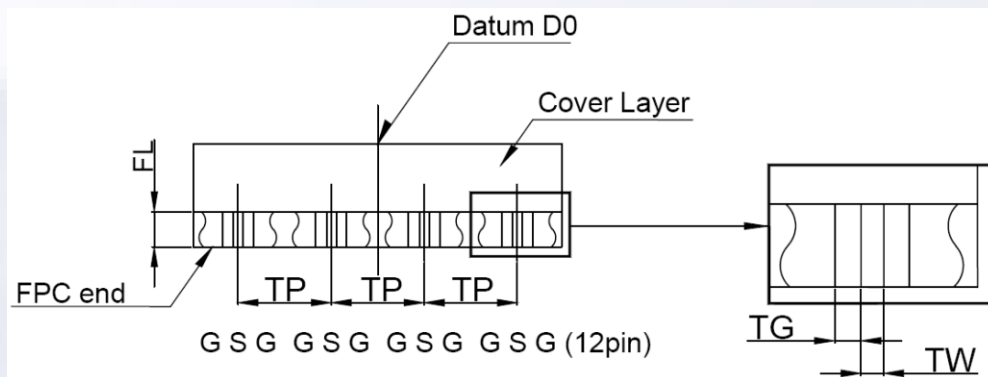 Datum D0
Cover Layer
FL
FPC end
TP TP TP
G S G G S G G S G G S G (12pin)
TG
TW